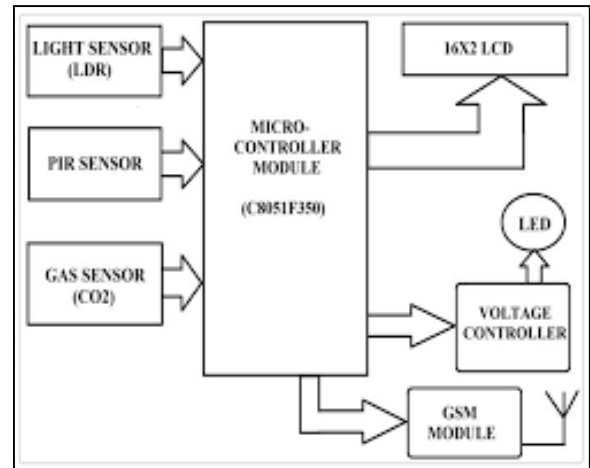 LIGHT SENSOR
(LDR)
PIR SENSOR
GAS SENSOR
(CO2)
MICRO-
CONTROLLER
MODULE
(C8051F350)
16X2 LCD
LED
VOLTAGE
CONTROLLER
GSM
MODULE